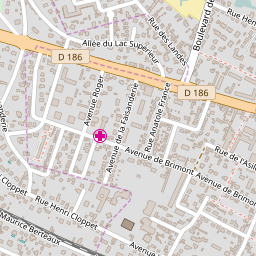 Rue Henri
Allée du Lac Supérieur
Rue des Landes
Boulevard de
D 186
D 186
Avenue Roger
Avenue de la Faisanderie
Rue Anatole France
anderie
Avenue de Brimont
Avenue de Brimont
Rue de l'Asile
Rue Henri Cloppet
Rue Henri Cloppet
Maurice Berteaux